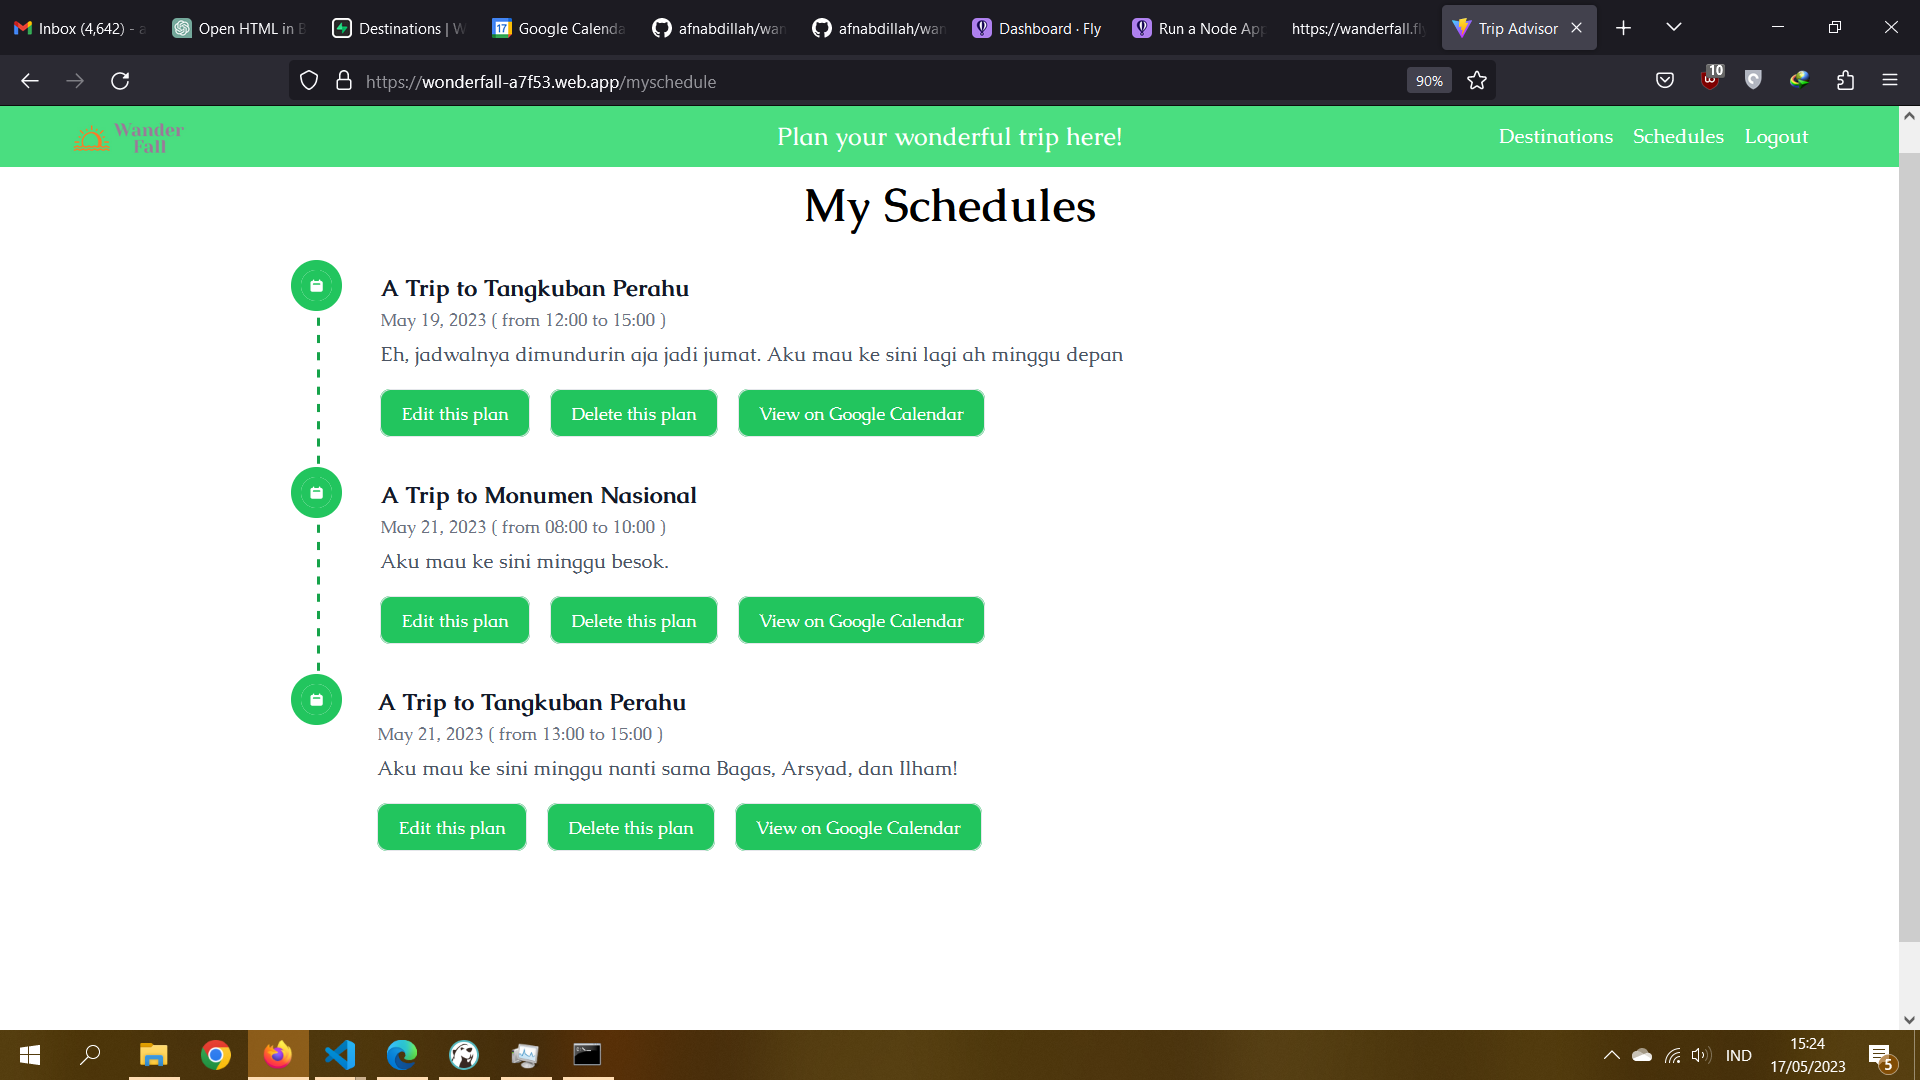 Inbox (4,642) - a
Open HTML in B
Destinations | W
Google Calenda
afnabdillah/wan
afnabdillah/wan
Dashboard · Fly
Run a Node App
https://wanderfall.fly
Trip Advisor
https://wonderfall-a7f53.web.app/myschedule
90%
10
Wander
Fall
Plan your wonderful trip here!
Destinations
Schedules
Logout
My Schedules
A Trip to Tangkuban Perahu
May 19, 2023 ( from 12:00 to 15:00 )
Eh, jadwalnya dimundurin aja jadi jumat. Aku mau ke sini lagi ah minggu depan
Edit this plan
Delete this plan
View on Google Calendar
A Trip to Monumen Nasional
May 21, 2023 ( from 08:00 to 10:00 )
Aku mau ke sini minggu besok.
Edit this plan
Delete this plan
View on Google Calendar
A Trip to Tangkuban Perahu
May 21, 2023 ( from 13:00 to 15:00 )
Aku mau ke sini minggu nanti sama Bagas, Arsyad, dan Ilham!
Edit this plan
Delete this plan
View on Google Calendar
IND
15:24
17/05/2023
5